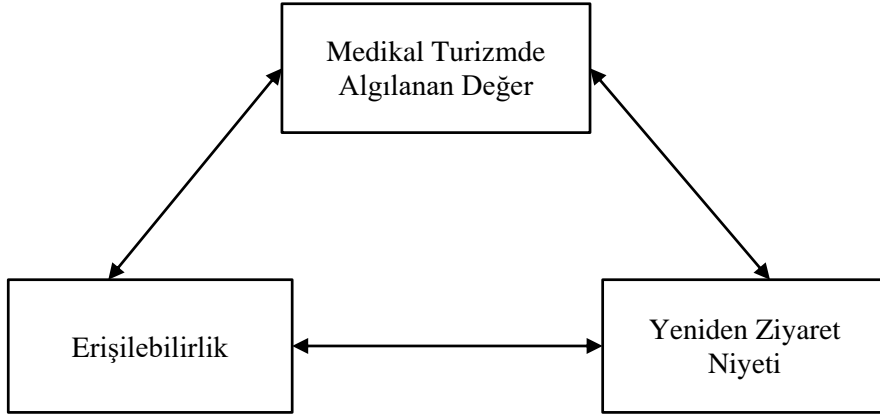 Medikal Turizmde
Algılanan Değer
Erişilebilirlik
Yeniden Ziyaret
Niyeti